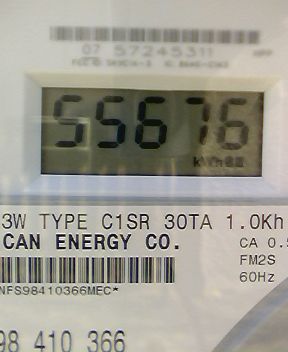 07 57245311
55676
kWh
3W TYPE C1SR 30TA 1.0Kh
CAN ENERGY CO.
CA 0.5
FM2S
60Hz
NFS98410366MEC*
98 410 366